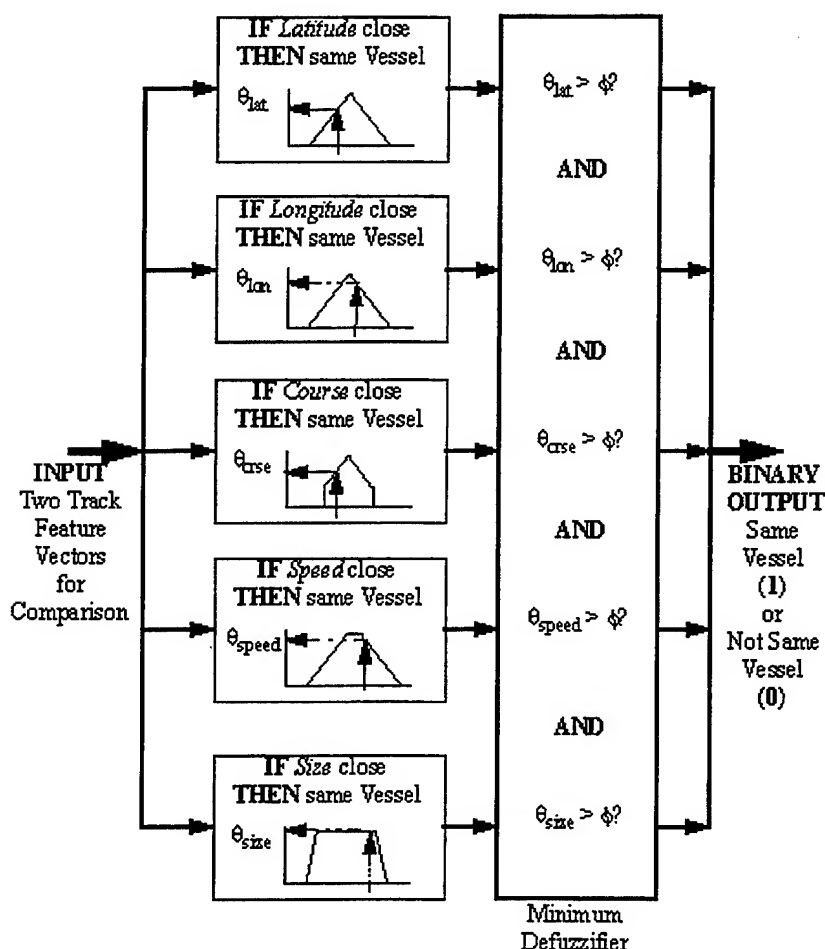 IF Latitude close
THEN same Vessel
θlat
θlat > ϕ?
AND
IF Longitude close
THEN same Vessel
θlon
θlon > ϕ?
AND
IF Course close
THEN same Vessel
θcrse
θcrse > ϕ?
AND
INPUT
Two Track
Feature
Vectors
for
Comparison
BINARY
OUTPUT
Same
Vessel
(1)
or
Not Same
Vessel
(0)
IF Speed close
THEN same Vessel
θspeed
θspeed > ϕ?
AND
IF Size close
THEN same Vessel
θsize
θsize > ϕ?
Minimum
Defuzzifier